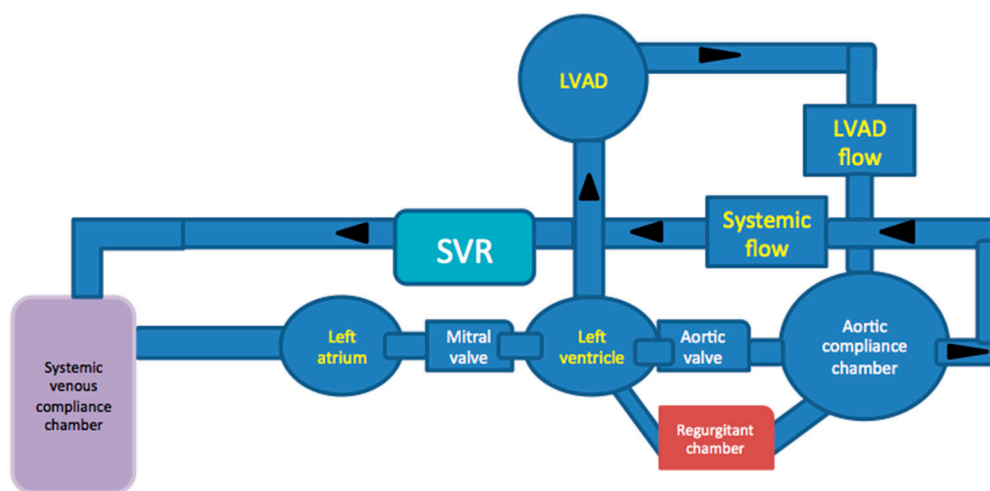 LVAD
LVAD
flow
Systemic
flow
SVR
Left
atrium
Mitral
valve
Left
ventricle
Aortic
valve
Aortic
compliance
chamber
Systemic
venous
compliance
chamber
Regurgitant
chamber